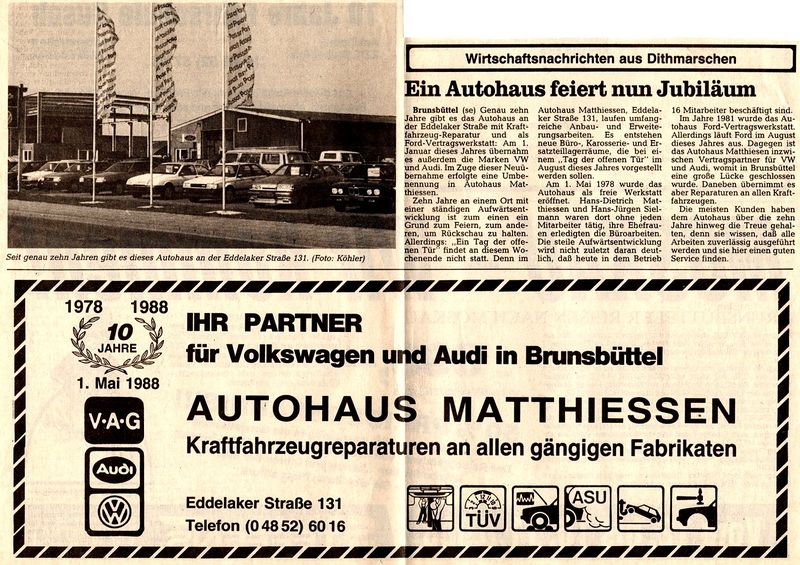 Wirtschaftsnachrichten aus Dithmarschen
Ein Autohaus feiert nun Jubiläum
Brunsbüttel (se) Genau zehn
Jahre gibt es das Autohaus an
der Eddelaker Straße mit Kraft-
fahrzeug-Reparatur und als
Ford-Vertragswerkstatt: Am 1.
Januar dieses Jahres übernahm
es außerdem die Marken VW
und Audi. Im Zuge dieser Neuü-
bernahme erfolgte eine Umbe-
nennung in Autohaus Mat-
thiessen.
Zehn Jahre an einem Ort mit
einer ständigen Aufwärtsent-
wicklung ist zum einen ein
Grund zum Feiern, zum ande-
ren, um Rückschau zu halten.
Allerdings: „Ein Tag der offe-
nen Tür" findet an diesem Wo-
chenende nicht statt. Denn im
Autohaus Matthiessen, Eddela-
ker Straße 131, laufen umfang-
reiche Anbau- und Erweite-
rungsarbeiten. Es entstehen
neue Büro-, Karosserie- und Er-
satzteillagerräume, die bei ei-
nem „Tag der offenen Tür" im
August dieses Jahres vorgestellt
werden sollen.
Am 1. Mai 1978 wurde das
Autohaus als freie Werkstatt
eröffnet. Hans-Dietrich Mat-
thiessen und Hans-Jürgen Siel-
mann waren dort ohne jeden
Mitarbeiter tätig, ihre Ehefrau-
en erledigten die Büroarbeiten.
Die steile Aufwärtsentwicklung
wird nicht zuletzt daran deut-
lich, daß heute in dem Betrieb
16 Mitarbeiter beschäftigt sind.
Im Jahre 1981 wurde das Au-
tohaus Ford-Vertragswerkstatt.
Allerdings läuft Ford im August
dieses Jahres aus. Dagegen ist
das Autohaus Matthiessen inzwi-
schen Vertragspartner für VW
und Audi, womit in Brunsbüttel
eine große Lücke geschlossen
wurde. Daneben übernimmt es
aber Reparaturen an allen Kraft-
fahrzeugen.
Die meisten Kunden haben
dem Autohaus über die zehn
Jahre hinweg die Treue gehal-
ten, denn sie wissen, daß alle
Arbeiten zuverlässig ausgeführt
werden und sie hier einen guten
Service finden.
Seit genau zehn Jahren gibt es dieses Autohaus an der Eddelaker Straße 131. (Foto: Köhler)
1978 1988
10
JAHRE
1. Mai 1988
V·A·G
Audi
IHR PARTNER
für Volkswagen und Audi in Brunsbüttel
AUTOHAUS MATTHIESSEN
Kraftfahrzeugreparaturen an allen gängigen Fabrikaten
Eddelaker Straße 131
Telefon (0 48 52) 60 16
TÜV
ASU